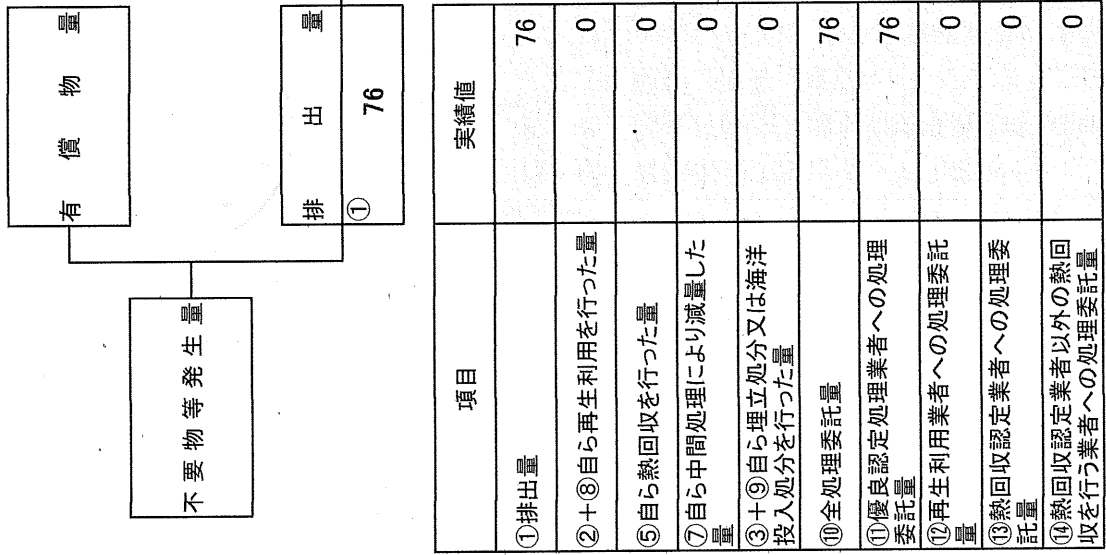 有償物量
不要物等発生量
排出量
①
76
項目 実績値
①排出量 76
②+⑧自ら再生利用を行った量 0
⑤自ら熱回収を行った量 0
⑦自ら中間処理により減量した
量 0
③+⑨自ら埋立処分又は海洋
投入処分を行った量 0
⑩全処理委託量 76
⑪優良認定処理業者への処理
委託量 76
⑫再生利用業者への処理委託
量 0
⑬熱回収認定業者への処理委
託量 0
⑭熱回収認定業者以外の熱回
収を行う業者への処理委託量 0